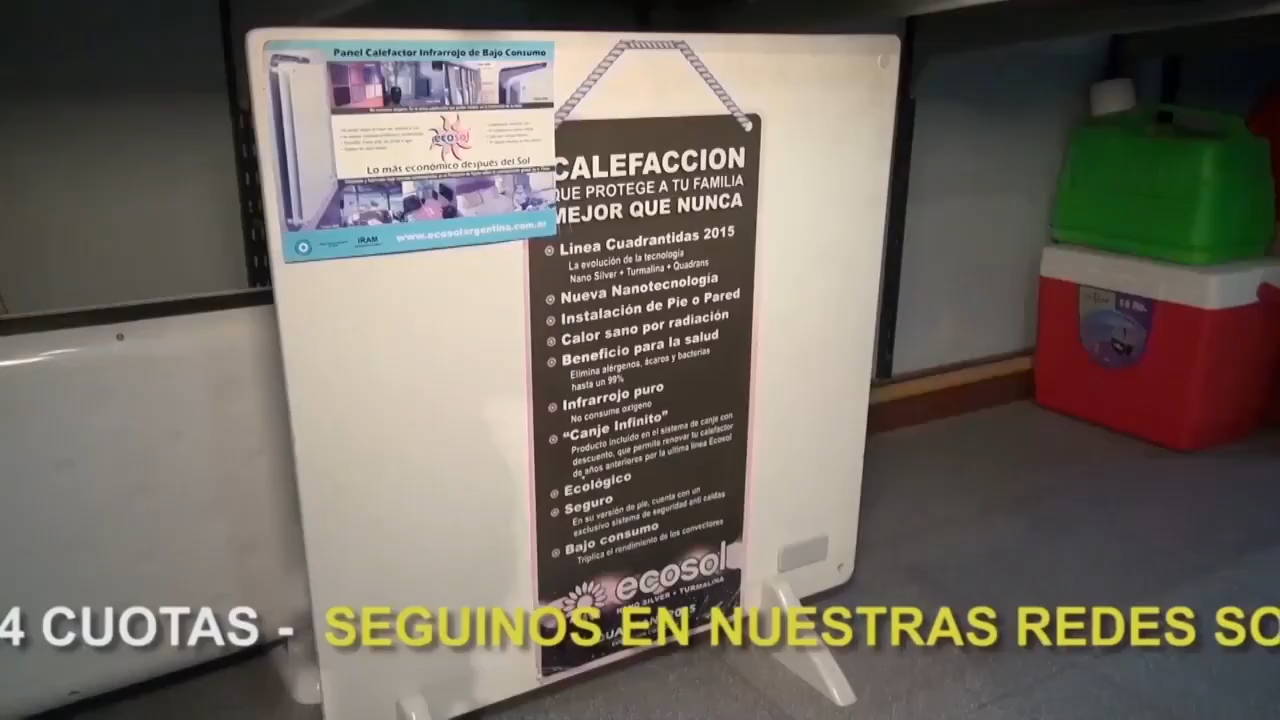 Panel Calefactor Infrarrojo de Bajo Consumo
ecosol
Lo más económico después del Sol
IRAM
www.ecosolargentina.com.ar
CALEFACCION
QUE PROTEGE A TU FAMILIA
MEJOR QUE NUNCA
Linea Cuadrantidas 2015
La evolución de la tecnología
Nano Silver • Turmalina • Quadrans
Nueva Nanotecnología
Instalación de Pie o Pared
Calor sano por radiación
Beneficio para la salud
Elimina alérgenos, ácaros y bacterias
hasta un 99%
Infrarrojo puro
No consume oxigeno
“Canje Infinito”
Producto incluido en el sistema de canje con
descuento, que permite renovar tu calefactor
de años anteriores por la ultima linea Ecosol
Ecológico
Seguro
En su versión de pie, cuenta con un
exclusivo sistema de seguridad anti caidas
Bajo consumo
Triplica el rendimiento de los convectores
ecosol
NANO SILVER • TURMALINA
4 CUOTAS - SEGUINOS EN NUESTRAS REDES SO